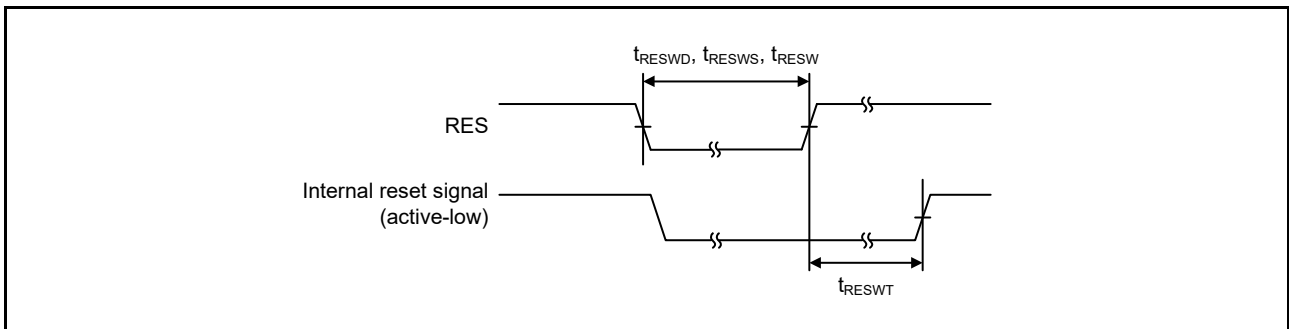 tRESWD, tRESWS, tRESW
RES
Internal reset signal
(active-low)
tRESWT